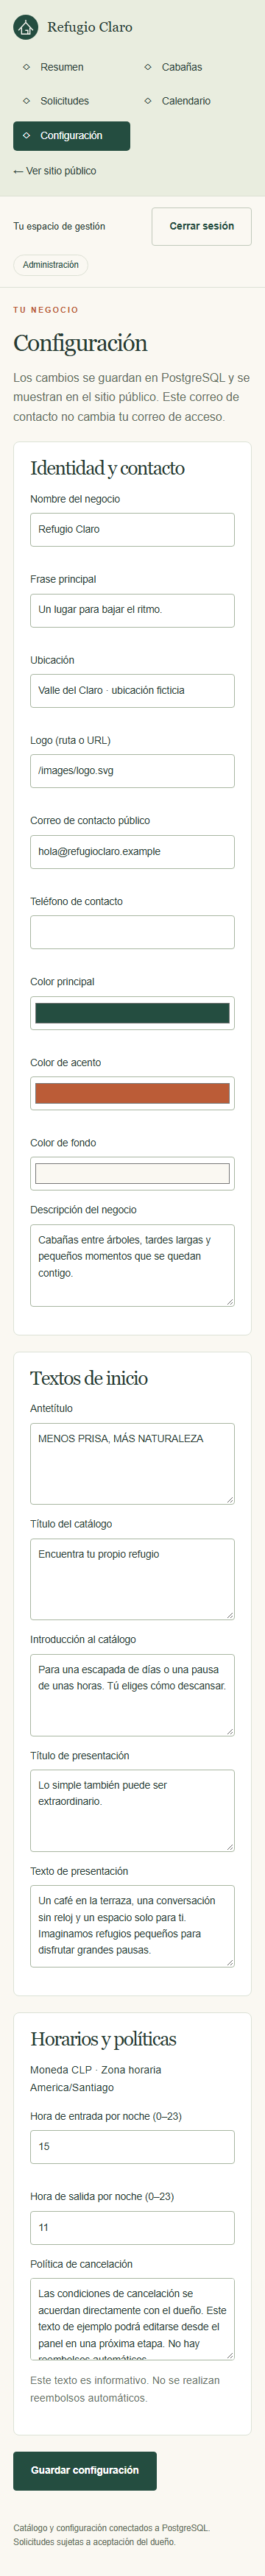 Refugio Claro
Resumen
Cabañas
Solicitudes
Calendario
Configuración
← Ver sitio público
Tu espacio de gestión
Cerrar sesión
Administración
TU NEGOCIO
Configuración
Los cambios se guardan en PostgreSQL y se
muestran en el sitio público. Este correo de
contacto no cambia tu correo de acceso.
Identidad y contacto
Nombre del negocio
Refugio Claro
Frase principal
Un lugar para bajar el ritmo.
Ubicación
Valle del Claro · ubicación ficticia
Logo (ruta o URL)
/images/logo.svg
Correo de contacto público
hola@refugioclaro.example
Teléfono de contacto
Color principal
Color de acento
Color de fondo
Descripción del negocio
Cabañas entre árboles, tardes largas y
pequeños momentos que se quedan
contigo.
Textos de inicio
Antetítulo
MENOS PRISA, MÁS NATURALEZA
Título del catálogo
Encuentra tu propio refugio
Introducción al catálogo
Para una escapada de días o una pausa
de unas horas. Tú eliges cómo descansar.
Título de presentación
Lo simple también puede ser
extraordinario.
Texto de presentación
Un café en la terraza, una conversación
sin reloj y un espacio solo para ti.
Imaginamos refugios pequeños para
disfrutar grandes pausas.
Horarios y políticas
Moneda CLP · Zona horaria
America/Santiago
Hora de entrada por noche (0–23)
15
Hora de salida por noche (0–23)
11
Política de cancelación
Las condiciones de cancelación se
acuerdan directamente con el dueño. Este
texto de ejemplo podrá editarse desde el
panel en una próxima etapa. No hay
reembolsos automáticos.
Este texto es informativo. No se realizan
reembolsos automáticos.
Guardar configuración
Catálogo y configuración conectados a PostgreSQL.
Solicitudes sujetas a aceptación del dueño.